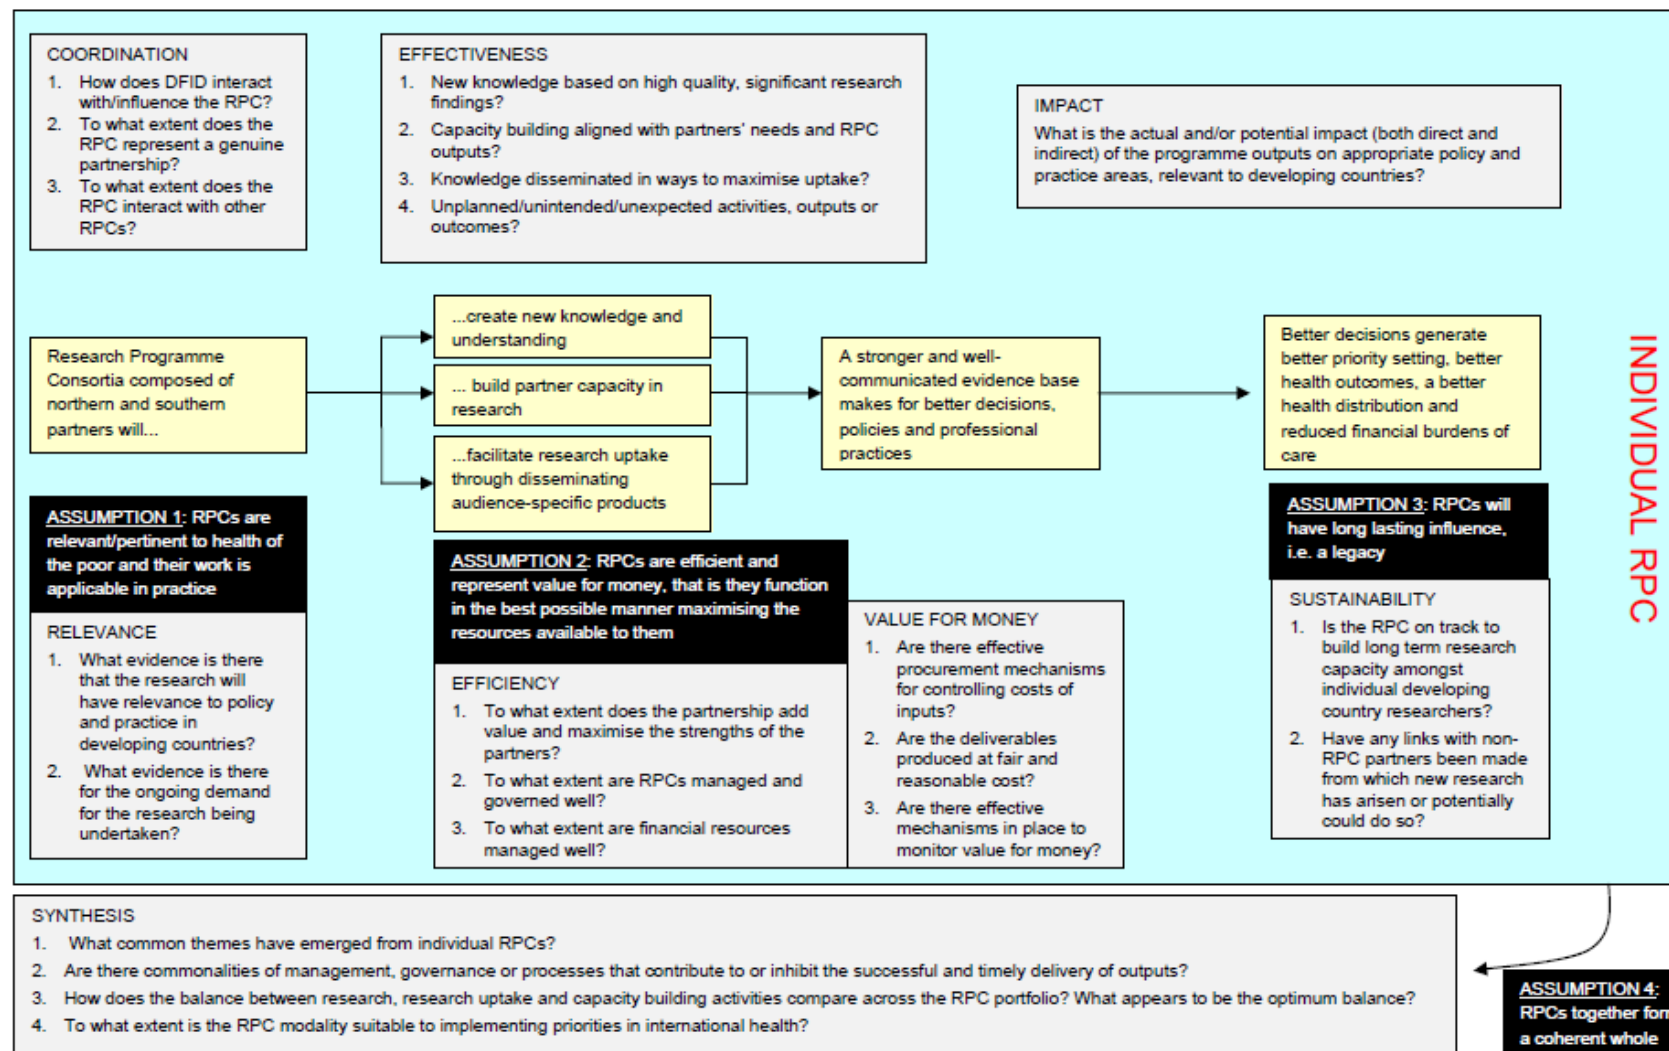 COORDINATION
1. How does DFID interact
with/influence the RPC?
2. To what extent does the
RPC represent a genuine
partnership?
3. To what extent does the
RPC interact with other
RPCs?
EFFECTIVENESS
1. New knowledge based on high quality, significant research
findings?
2. Capacity building aligned with partners' needs and RPC
outputs?
3. Knowledge disseminated in ways to maximise uptake?
4. Unplanned/unintended/unexpected activities, outputs or
outcomes?
IMPACT
What is the actual and/or potential impact (both direct and
indirect) of the programme outputs on appropriate policy and
practice areas, relevant to developing countries?
Research Programme
Consortia composed of
northern and southern
partners will...
...create new knowledge and
understanding
... build partner capacity in
research
...facilitate research uptake
through disseminating
audience-specific products
A stronger and well-
communicated evidence base
makes for better decisions,
policies and professional
practices
Better decisions generate
better priority setting, better
health outcomes, a better
health distribution and
reduced financial burdens of
care
INDIVIDUAL RPC
ASSUMPTION 1: RPCs are
relevant/pertinent to health of
the poor and their work is
applicable in practice
RELEVANCE
1. What evidence is there
that the research will
have relevance to policy
and practice in
developing countries?
2. What evidence is there
for the ongoing demand
for the research being
undertaken?
ASSUMPTION 2: RPCs are efficient and
represent value for money, that is they function
in the best possible manner maximising the
resources available to them
EFFICIENCY
1. To what extent does the partnership add
value and maximise the strengths of the
partners?
2. To what extent are RPCs managed and
governed well?
3. To what extent are financial resources
managed well?
VALUE FOR MONEY
1. Are there effective
procurement mechanisms
for controlling costs of
inputs?
2. Are the deliverables
produced at fair and
reasonable cost?
3. Are there effective
mechanisms in place to
monitor value for money?
ASSUMPTION 3: RPCs will
have long lasting influence,
i.e. a legacy
SUSTAINABILITY
1. Is the RPC on track to
build long term research
capacity amongst
individual developing
country researchers?
2. Have any links with non-
RPC partners been made
from which new research
has arisen or potentially
could do so?
SYNTHESIS
1. What common themes have emerged from individual RPCs?
2. Are there commonalities of management, governance or processes that contribute to or inhibit the successful and timely delivery of outputs?
3. How does the balance between research, research uptake and capacity building activities compare across the RPC portfolio? What appears to be the optimum balance?
4. To what extent is the RPC modality suitable to implementing priorities in international health?
ASSUMPTION 4:
RPCs together
a coherent whole